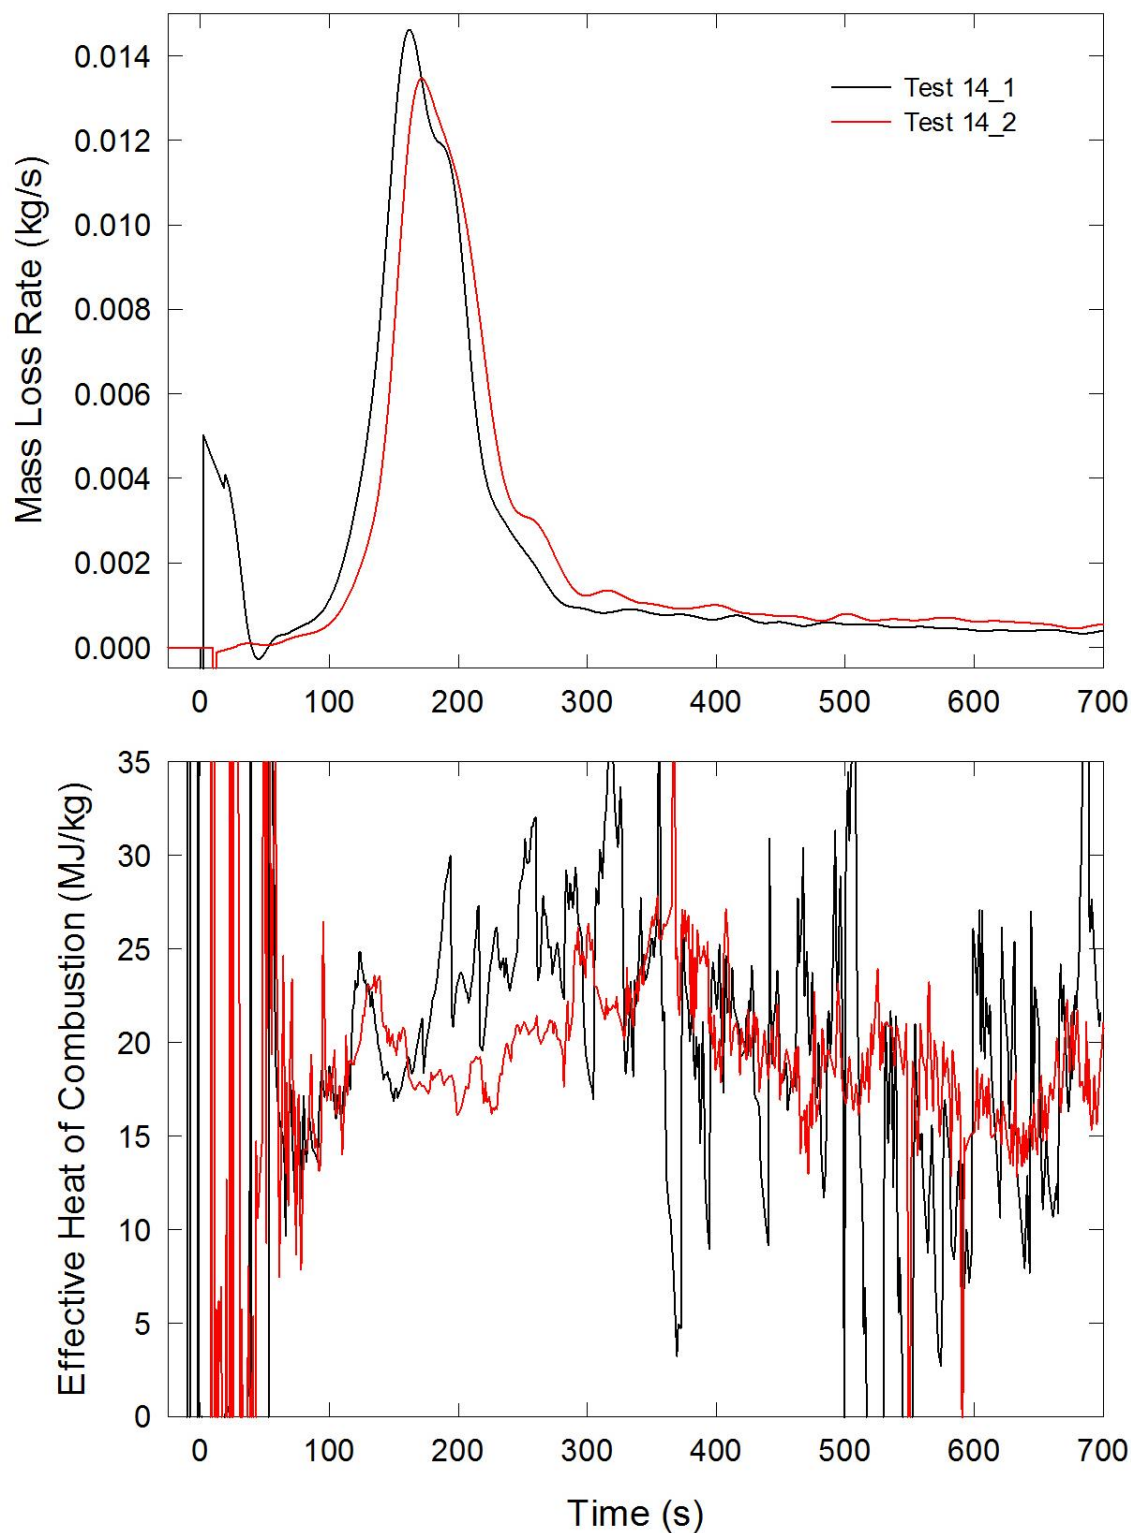 Mass Loss Rate (kg/s)
0.014
0.012
0.010
0.008
0.006
0.004
0.002
0.000
Test 14_1
Test 14_2
0 100 200 300 400 500 600 700
Effective Heat of Combustion (MJ/kg)
35
30
25
20
15
10
5
0
0 100 200 300 400 500 600 700
Time (s)